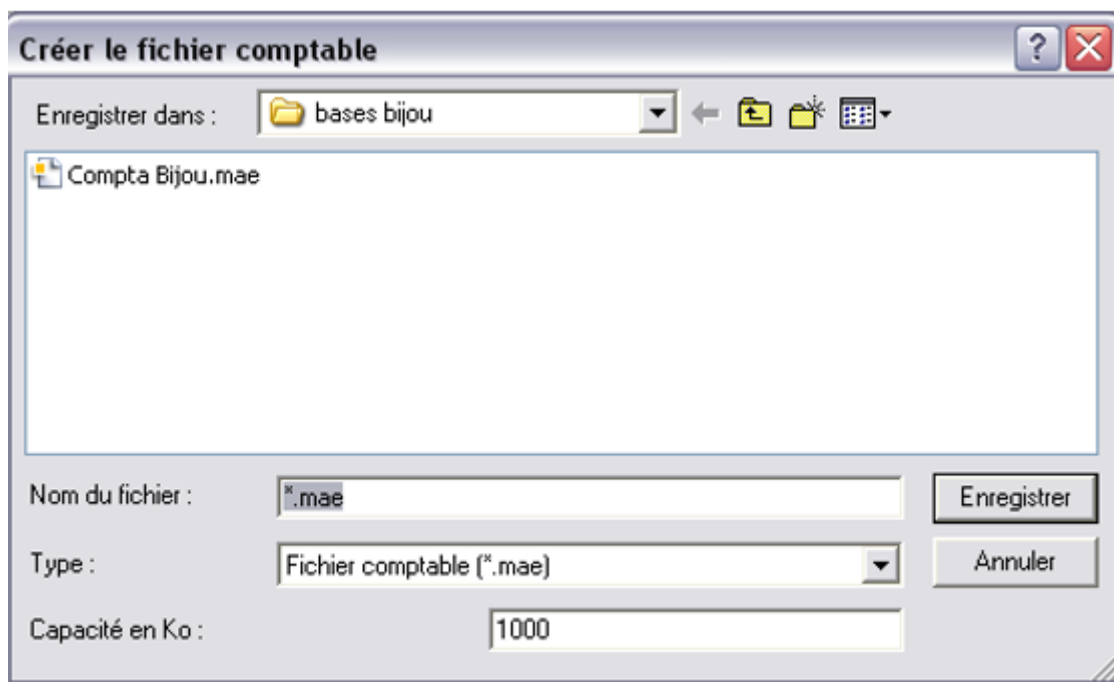 Créer le fichier comptable
?
Enregistrer dans : bases bijou
Compta Bijou.mae
Nom du fichier : *.mae Enregistrer
Type : Fichier comptable (*.mae) Annuler
Capacité en Ko : 1000